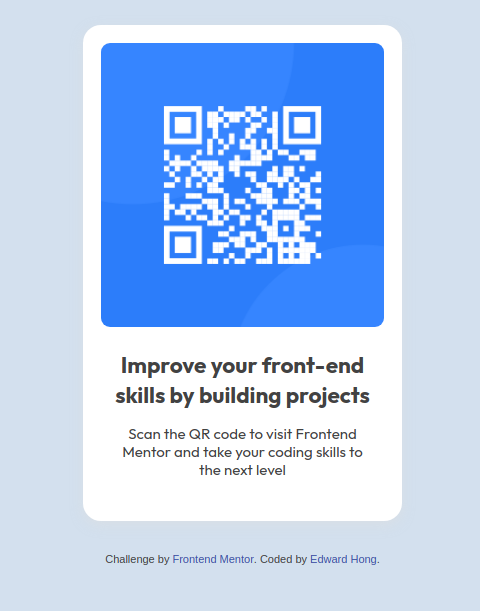 Improve your front-end
skills by building projects
Scan the QR code to visit Frontend
Mentor and take your coding skills to
the next level
Challenge by Frontend Mentor. Coded by Edward Hong.